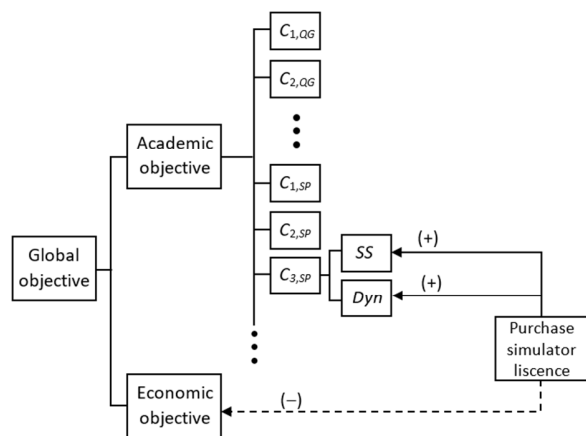 C1,QG
C2,QG
Academic
objective
C1,SP
C2,SP
Global
objective
C3,SP
SS
(+)
Dyn
(+)
Purchase
simulator
liscence
Economic
objective
(−)